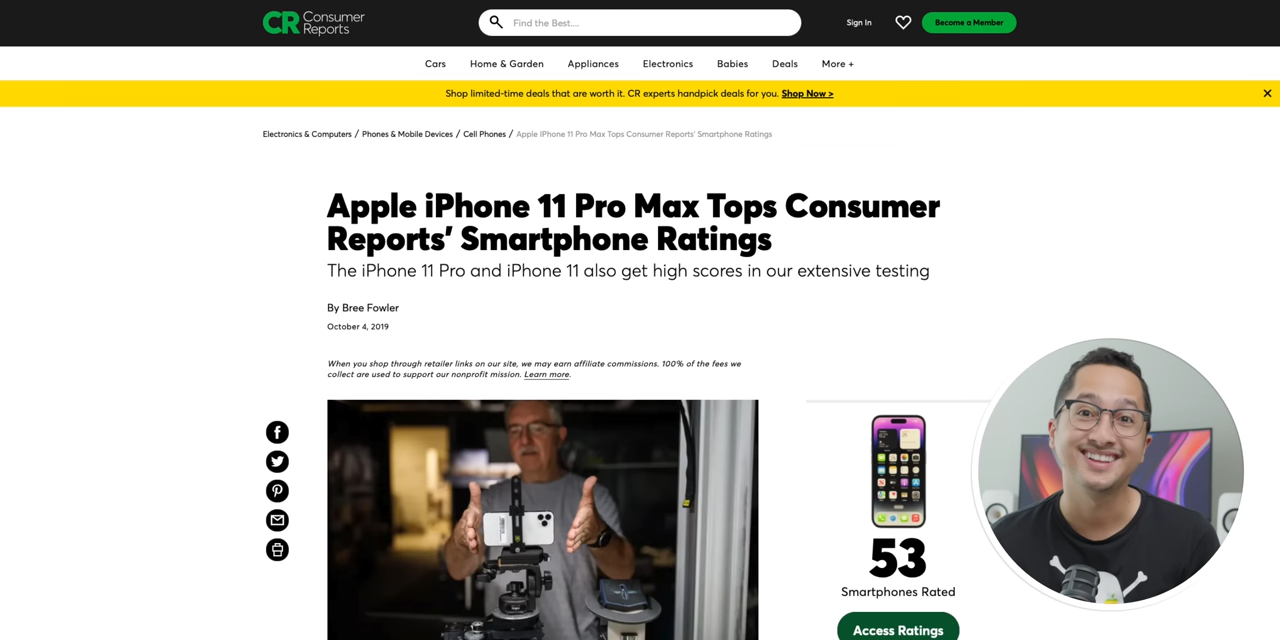 CR Consumer
Reports
Find the Best....
Sign In
Become a Member
Cars
Home & Garden
Appliances
Electronics
Babies
Deals
More +
Shop limited-time deals that are worth it. CR experts handpick deals for you. Shop Now >
Electronics & Computers / Phones & Mobile Devices / Cell Phones / Apple IPhone 11 Pro Max Tops Consumer Reports' Smartphone Ratings
Apple iPhone 11 Pro Max Tops Consumer
Reports' Smartphone Ratings
The iPhone 11 Pro and iPhone 11 also get high scores in our extensive testing
By Bree Fowler
October 4, 2019
When you shop through retailer links on our site, we may earn affiliate commissions. 100% of the fees we
collect are used to support our nonprofit mission. Learn more.
53
Smartphones Rated
Access Ratings